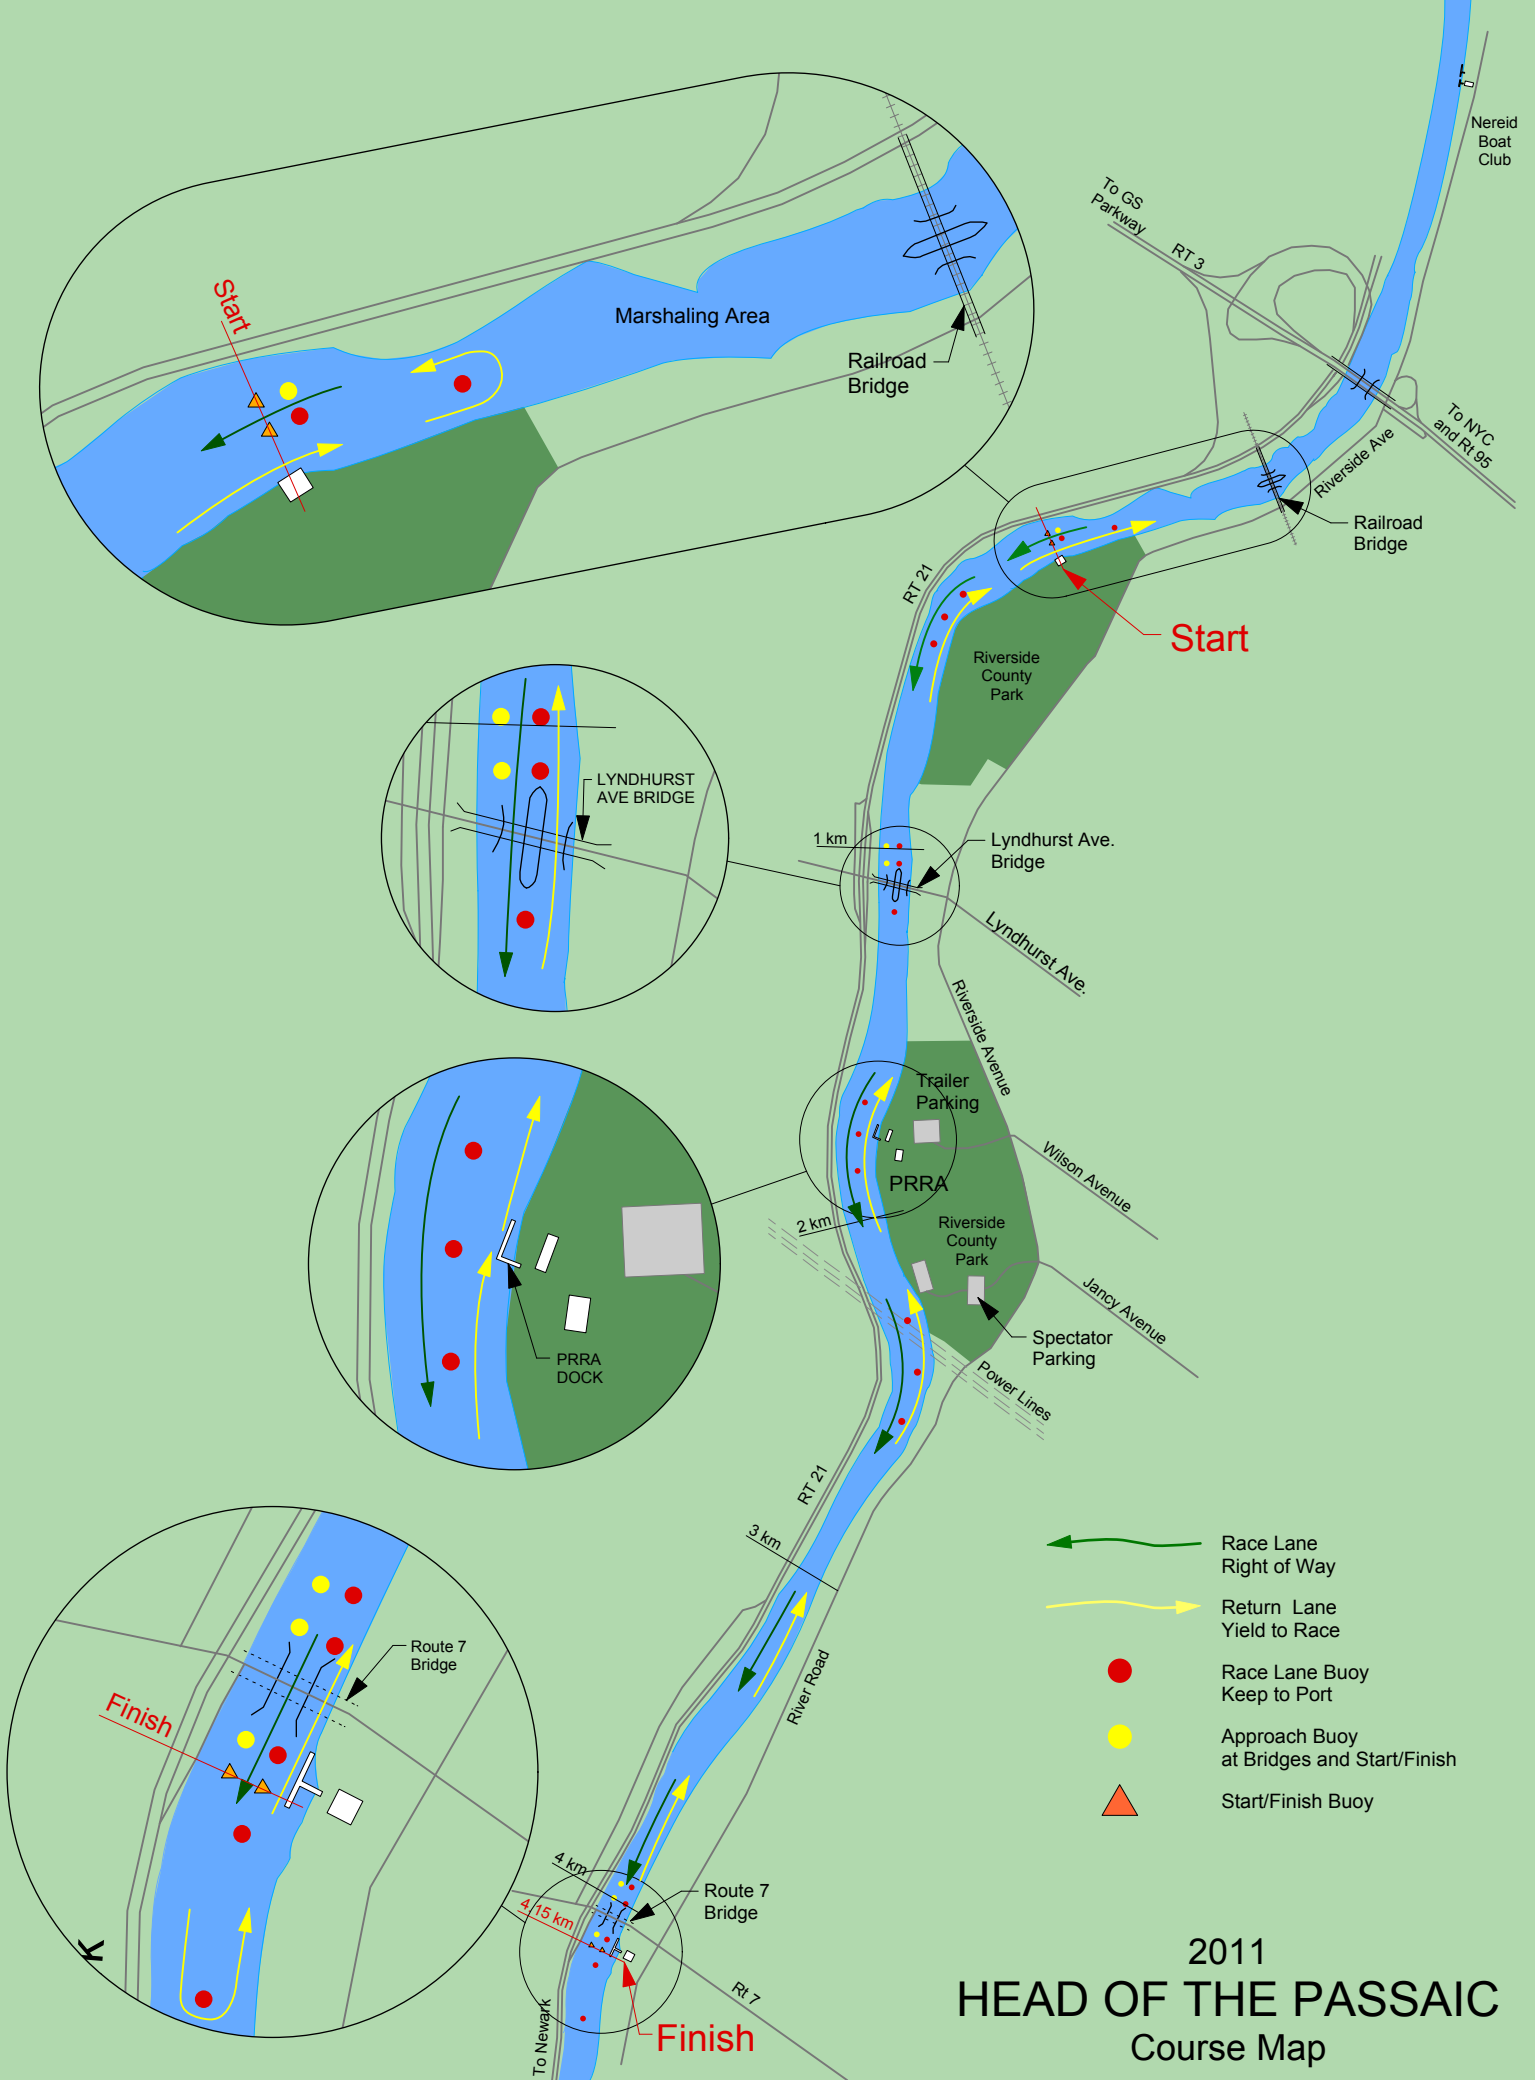 Nereid
Boat
Club
To GS
Parkway
RT 3
Start
Marshaling Area
Railroad
Bridge
To NYC
and Rt 95
Riverside Ave
Railroad
Bridge
RT 21
Start
Riverside
County
Park
LYNDHURST
AVE BRIDGE
1 km
Lyndhurst Ave.
Bridge
Lyndhurst Ave.
Riverside Avenue
Trailer
Parking
Wilson Avenue
PRRA
2 km
Riverside
County
Park
Jancy Avenue
Spectator
Parking
Power Lines
PRRA
DOCK
RT 21
3 km
River Road
Race Lane
Right of Way
Return Lane
Yield to Race
Race Lane Buoy
Keep to Port
Approach Buoy
at Bridges and Start/Finish
Start/Finish Buoy
Route 7
Bridge
Finish
K
4 km
4.15 km
Route 7
Bridge
Rt 7
To Newark
Finish
2011
HEAD OF THE PASSAIC
Course Map